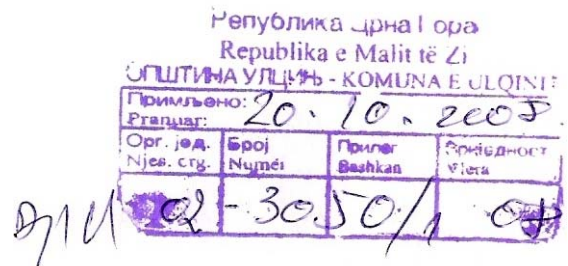 Република Црна Гора
Republika e Malit të Zi
ОПШТИНА УЛЦИЊ - KOMUNA E ULQINIT
Примљено: 20. 10. 2008.
Pranuar:
Орг. јед. Број Прилог Вриједност
Njes. org. Numër Bashkan Vlera
02 - 3050/1 08